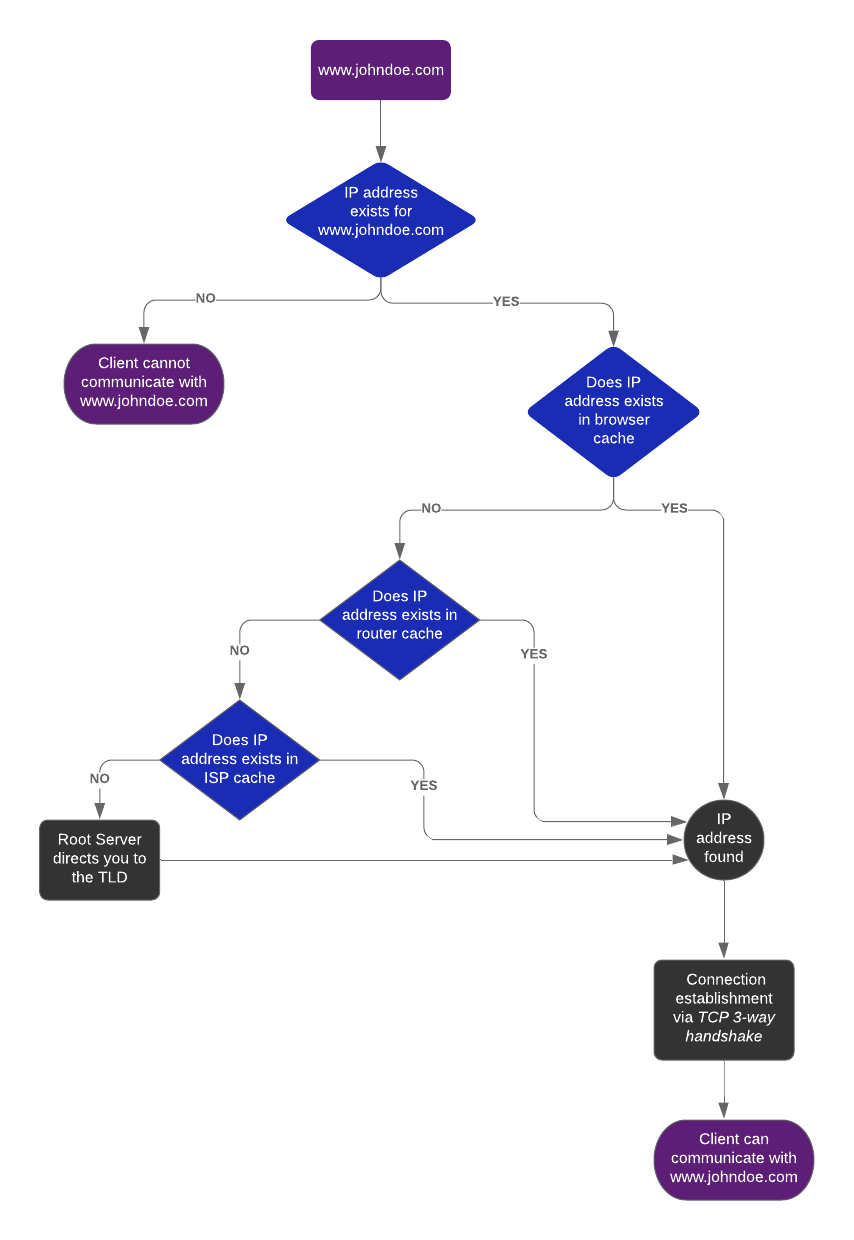 www.johndoe.com
IP address
exists for
www.johndoe.com
NO
YES
Client cannot
communicate with
www.johndoe.com
Does IP
address exists
in browser
cache
NO
YES
Does IP
address exists in
router cache
NO
YES
Does IP
address exists in
ISP cache
NO
YES
Root Server
directs you to
the TLD
IP
address
found
Connection
establishment
via TCP 3-way
handshake
Client can
communicate with
www.johndoe.com